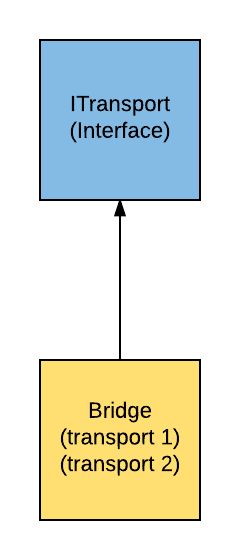 ITransport
(Interface)
Bridge
(transport 1)
(transport 2)